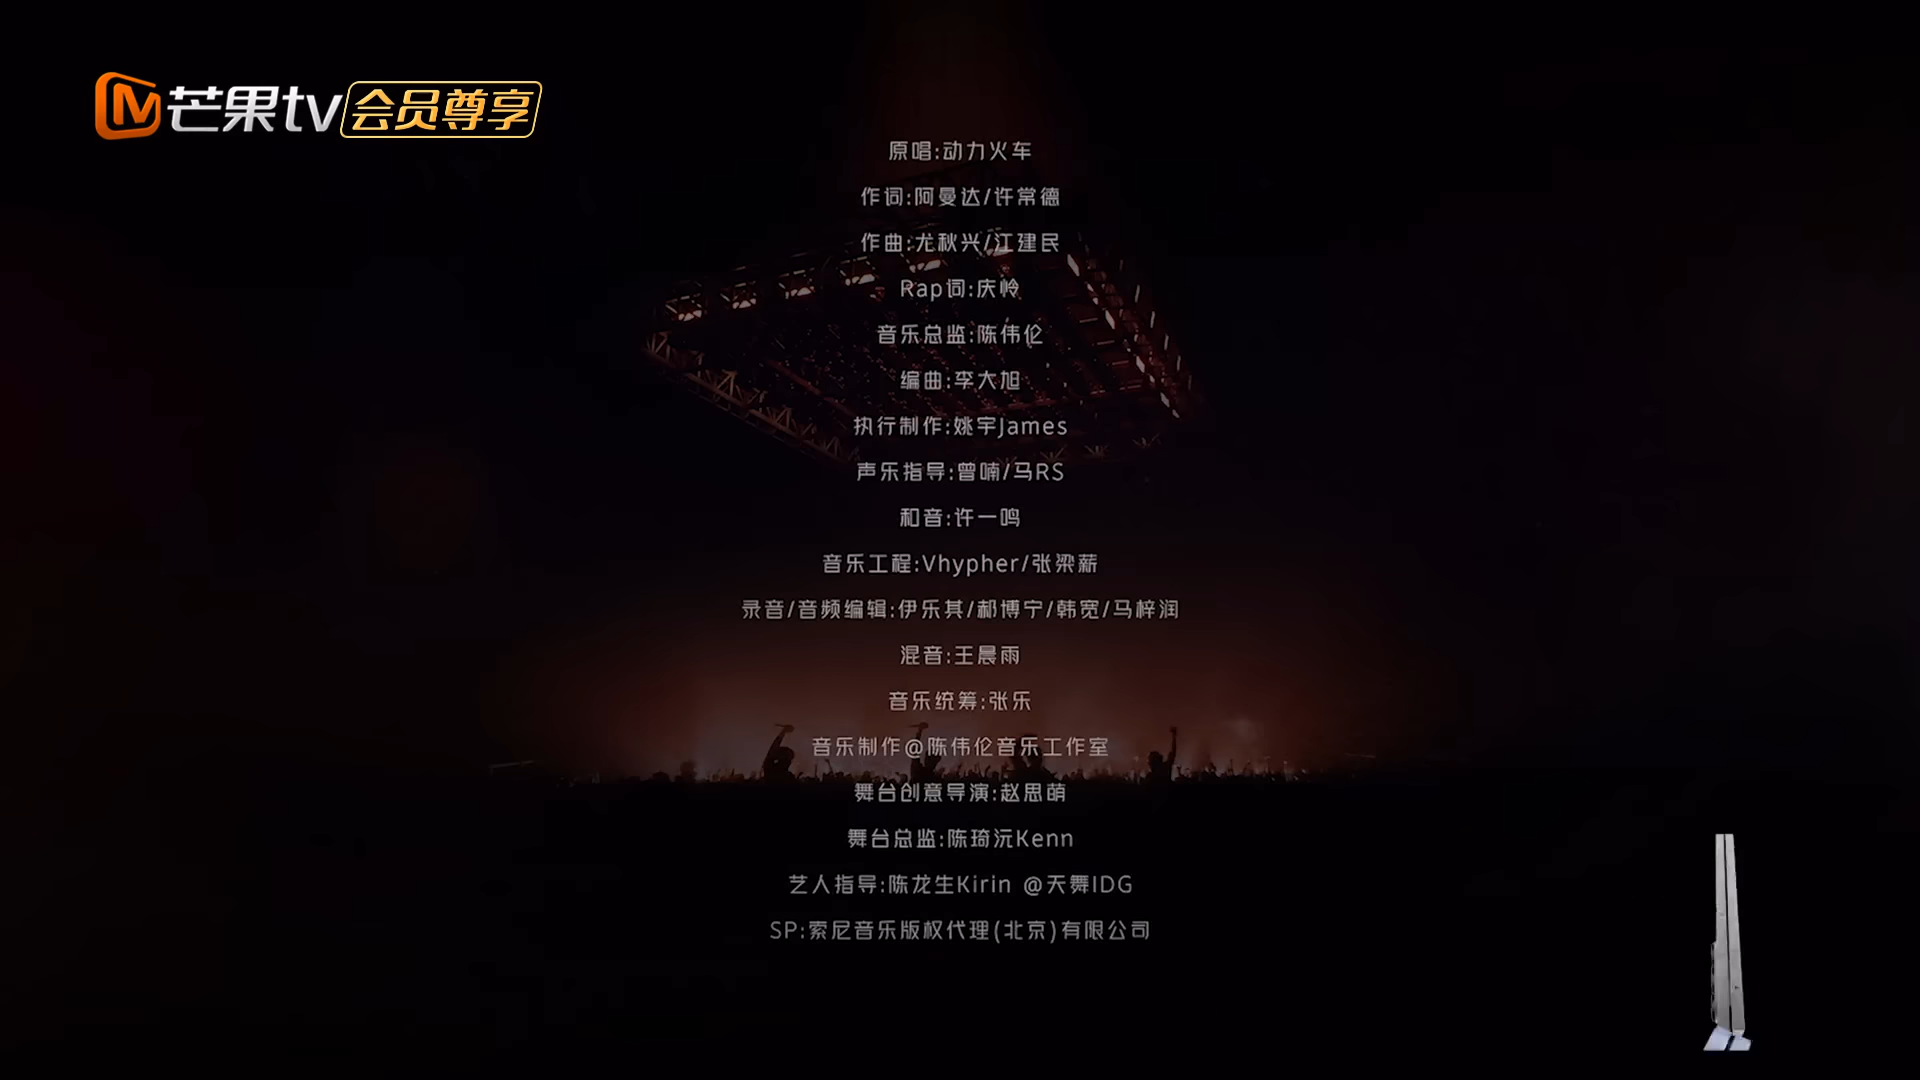 芒果tv会员尊享
原唱:动力火车
作词:阿曼达/许常德
作曲:尤秋兴/江建民
Rap词:庆怜
音乐总监:陈伟伦
编曲:李大旭
执行制作:姚宇James
声乐指导:曾喃/马RS
和音:许一鸣
音乐工程:Vhypher/张梁薪
录音/音频编辑:伊乐其/郝博宁/韩宽/马梓润
混音:王晨雨
音乐统筹:张乐
音乐制作@陈伟伦音乐工作室
舞台创意导演:赵思萌
舞台总监:陈琦沅Kenn
艺人指导:陈龙生Kirin @天舞IDG
SP:索尼音乐版权代理(北京)有限公司